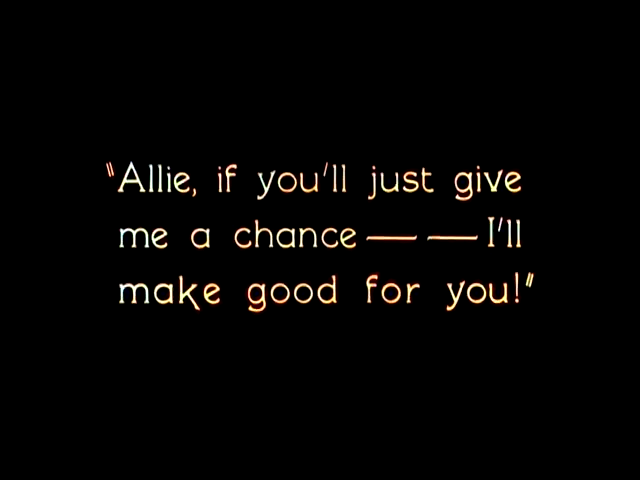 "Allie, if you'll just give
me a chance — — I'll
make good for you!"